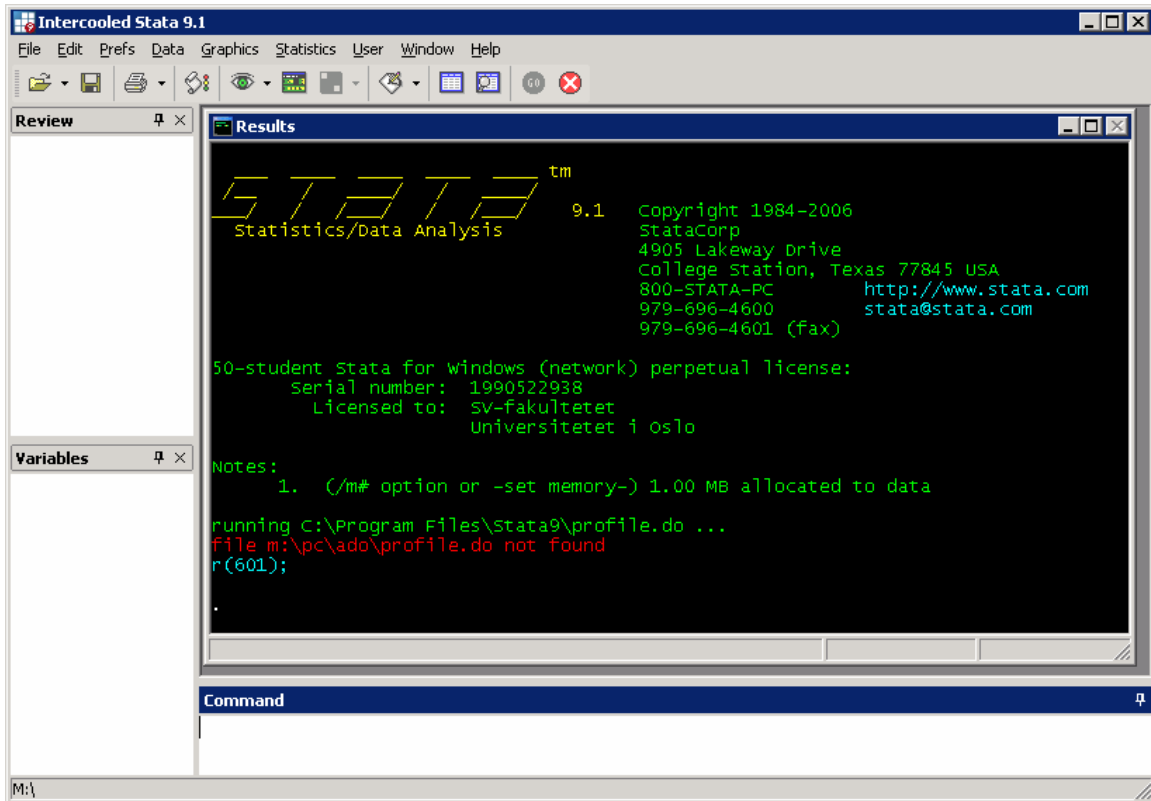 Intercooled Stata 9.1
File Edit Prefs Data Graphics Statistics User Window Help
GO
Review
Results
STATA tm
9.1 Copyright 1984-2006
Statistics/Data Analysis StataCorp
4905 Lakeway Drive
College Station, Texas 77845 USA
800-STATA-PC http://www.stata.com
979-696-4600 stata@stata.com
979-696-4601 (fax)
50-student Stata for Windows (network) perpetual license:
Serial number: 1990522938
Licensed to: SV-fakultetet
Universitetet i Oslo
Variables
Notes:
1. (/m# option or -set memory-) 1.00 MB allocated to data
running C:\Program Files\Stata9\profile.do ...
file m:\pc\ado\profile.do not found
r(601);
.
Command
M:\